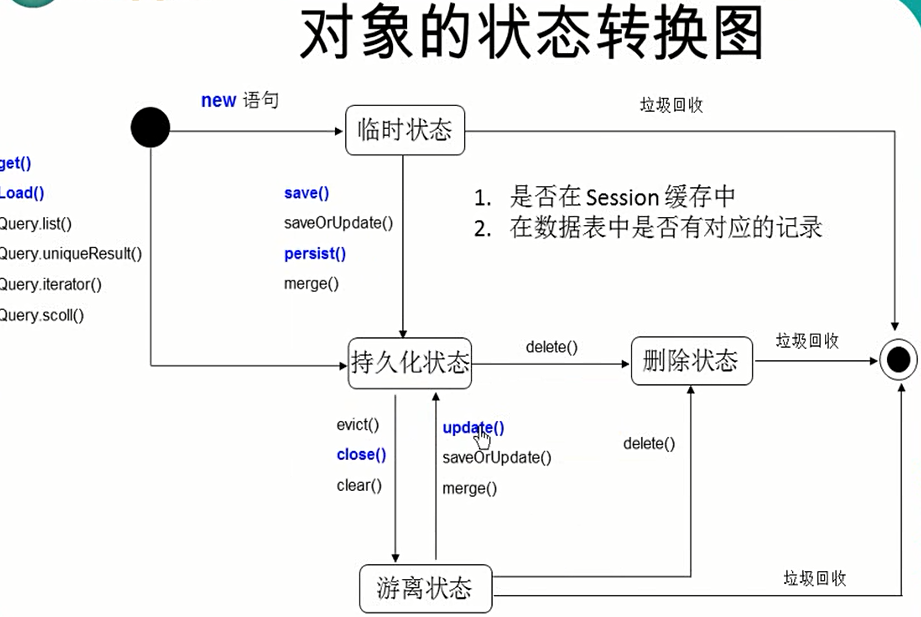 对象的状态转换图
new 语句
临时状态
垃圾回收
get()
Load()
Query.list()
Query.uniqueResult()
Query.iterator()
Query.scoll()
save()
saveOrUpdate()
persist()
merge()
1. 是否在 Session 缓存中
2. 在数据表中是否有对应的记录
持久化状态
delete()
删除状态
垃圾回收
evict()
close()
clear()
update()
saveOrUpdate()
merge()
delete()
游离状态
垃圾回收